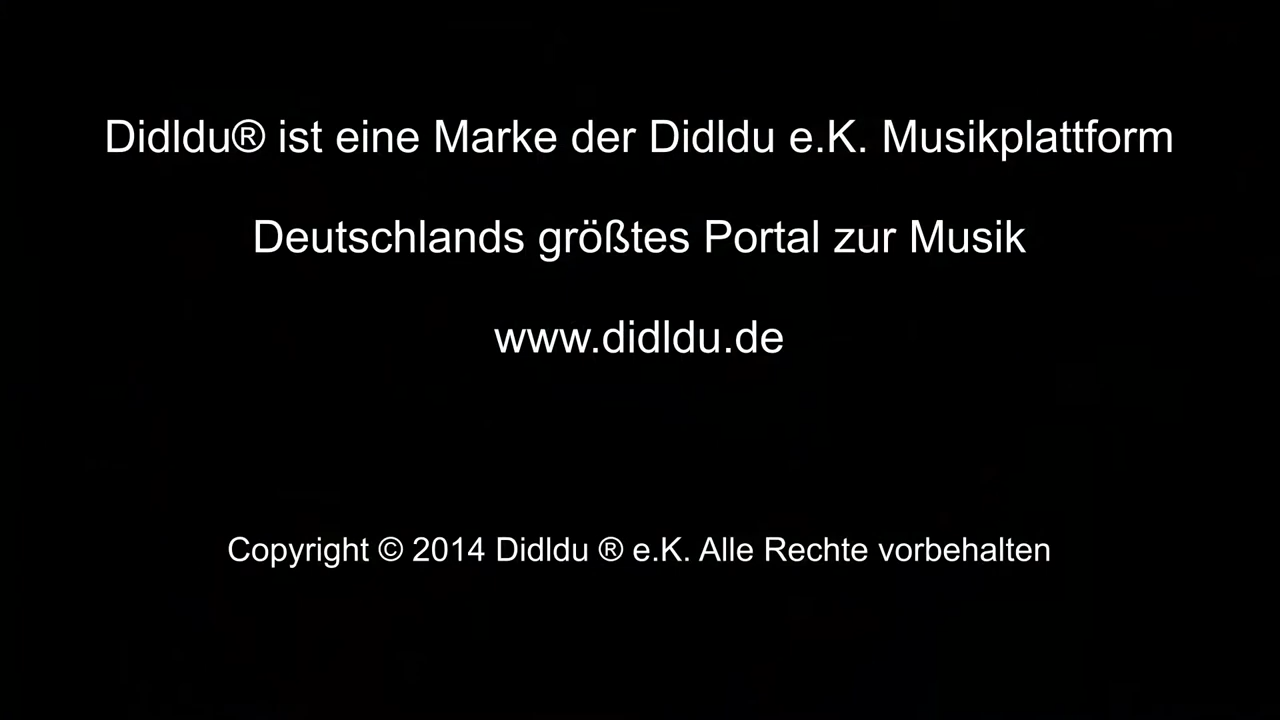 Didldu® ist eine Marke der Didldu e.K. Musikplattform
Deutschlands größtes Portal zur Musik
www.didldu.de
Copyright © 2014 Didldu ® e.K. Alle Rechte vorbehalten